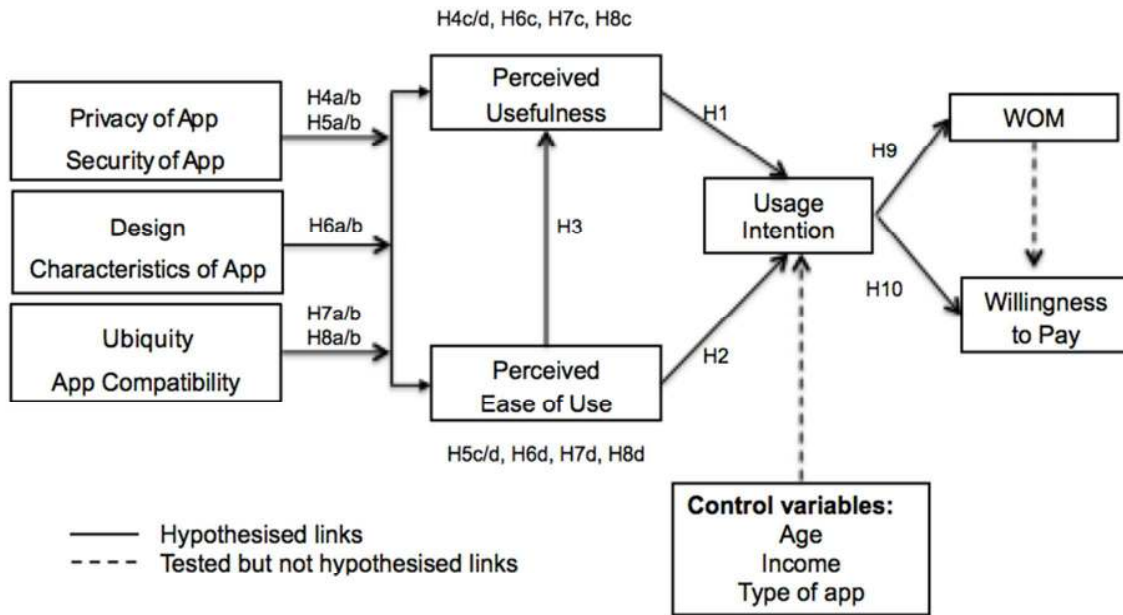 H4c/d, H6c, H7c, H8c
Privacy of App
Security of App
H4a/b
H5a/b
Perceived
Usefulness
H1
WOM
H9
Design
Characteristics of App
H6a/b
H3
Usage
Intention
H10
Willingness
to Pay
Ubiquity
App Compatibility
H7a/b
H8a/b
Perceived
Ease of Use
H2
H5c/d, H6d, H7d, H8d
Control variables:
Age
Income
Type of app
Hypothesised links
Tested but not hypothesised links